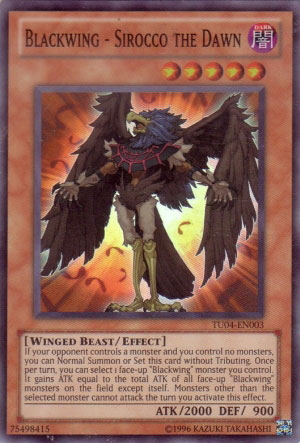 BLACKWING - SIROCCO THE DAWN
DARK
闇
TU04-EN003
[WINGED BEAST/EFFECT]
If your opponent controls a monster and you control no monsters,
you can Normal Summon or Set this card without Tributing. Once
per turn, you can select 1 face-up "Blackwing" monster you control.
It gains ATK equal to the total ATK of all face-up "Blackwing"
monsters on the field except itself. Monsters other than the
selected monster cannot attack the turn you activate this effect.
ATK/2000 DEF/ 900
75498415
©1996 KAZUKI TAKAHASHI